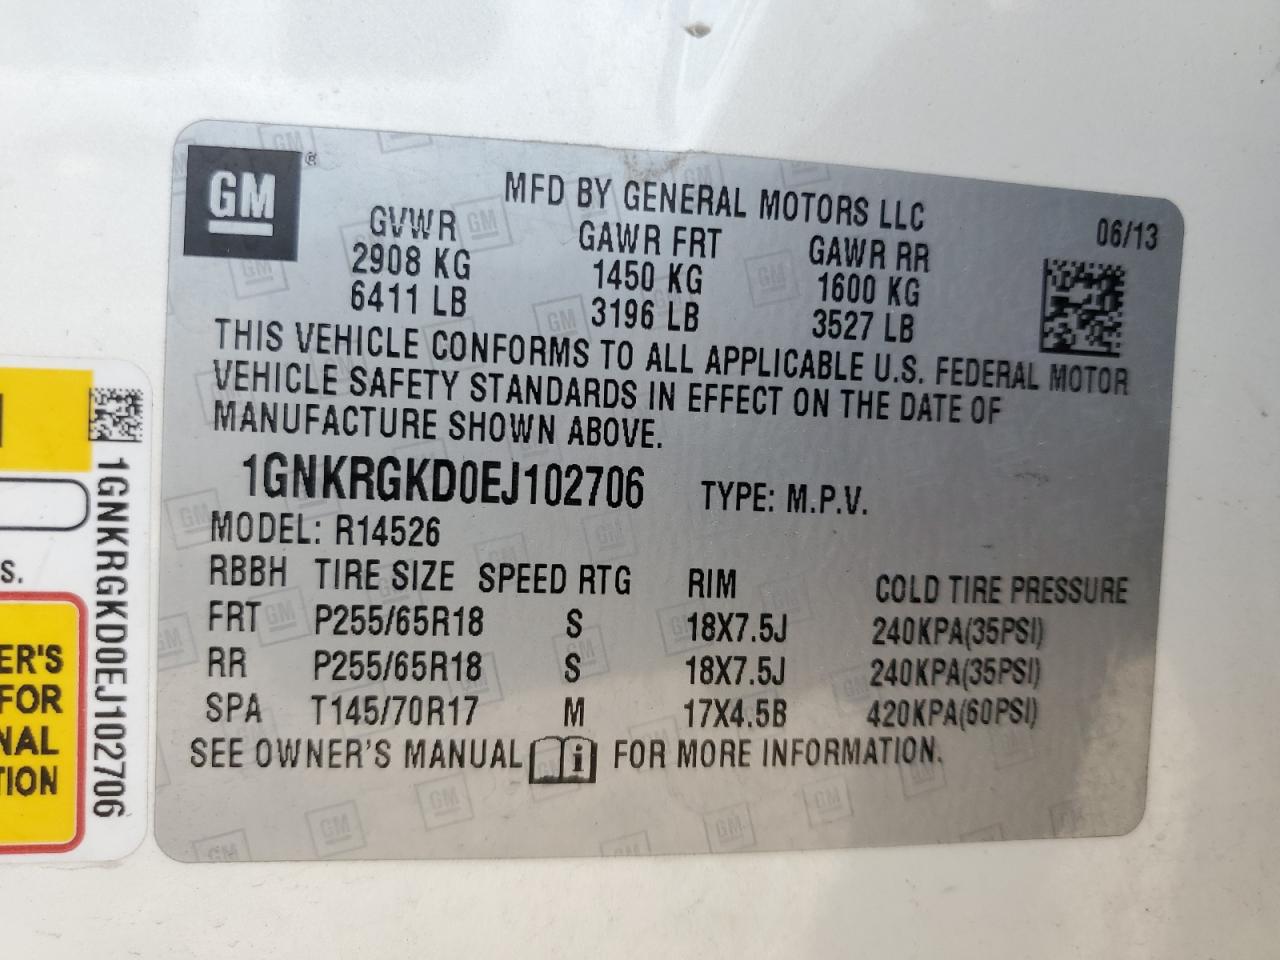 GM
®
MFD BY GENERAL MOTORS LLC
06/13
GVWR GAWR FRT GAWR RR
2908 KG 1450 KG 1600 KG
6411 LB 3196 LB 3527 LB
THIS VEHICLE CONFORMS TO ALL APPLICABLE U.S. FEDERAL MOTOR
VEHICLE SAFETY STANDARDS IN EFFECT ON THE DATE OF
MANUFACTURE SHOWN ABOVE.
1GNKRGKD0EJ102706 TYPE: M.P.V.
MODEL: R14526
RBBH TIRE SIZE SPEED RTG RIM COLD TIRE PRESSURE
FRT P255/65R18 S 18X7.5J 240KPA(35PSI)
RR P255/65R18 S 18X7.5J 240KPA(35PSI)
SPA T145/70R17 M 17X4.5B 420KPA(60PSI)
SEE OWNER'S MANUAL i FOR MORE INFORMATION.
1GNKRGKD0EJ102706
S.
ER'S
FOR
NAL
TION